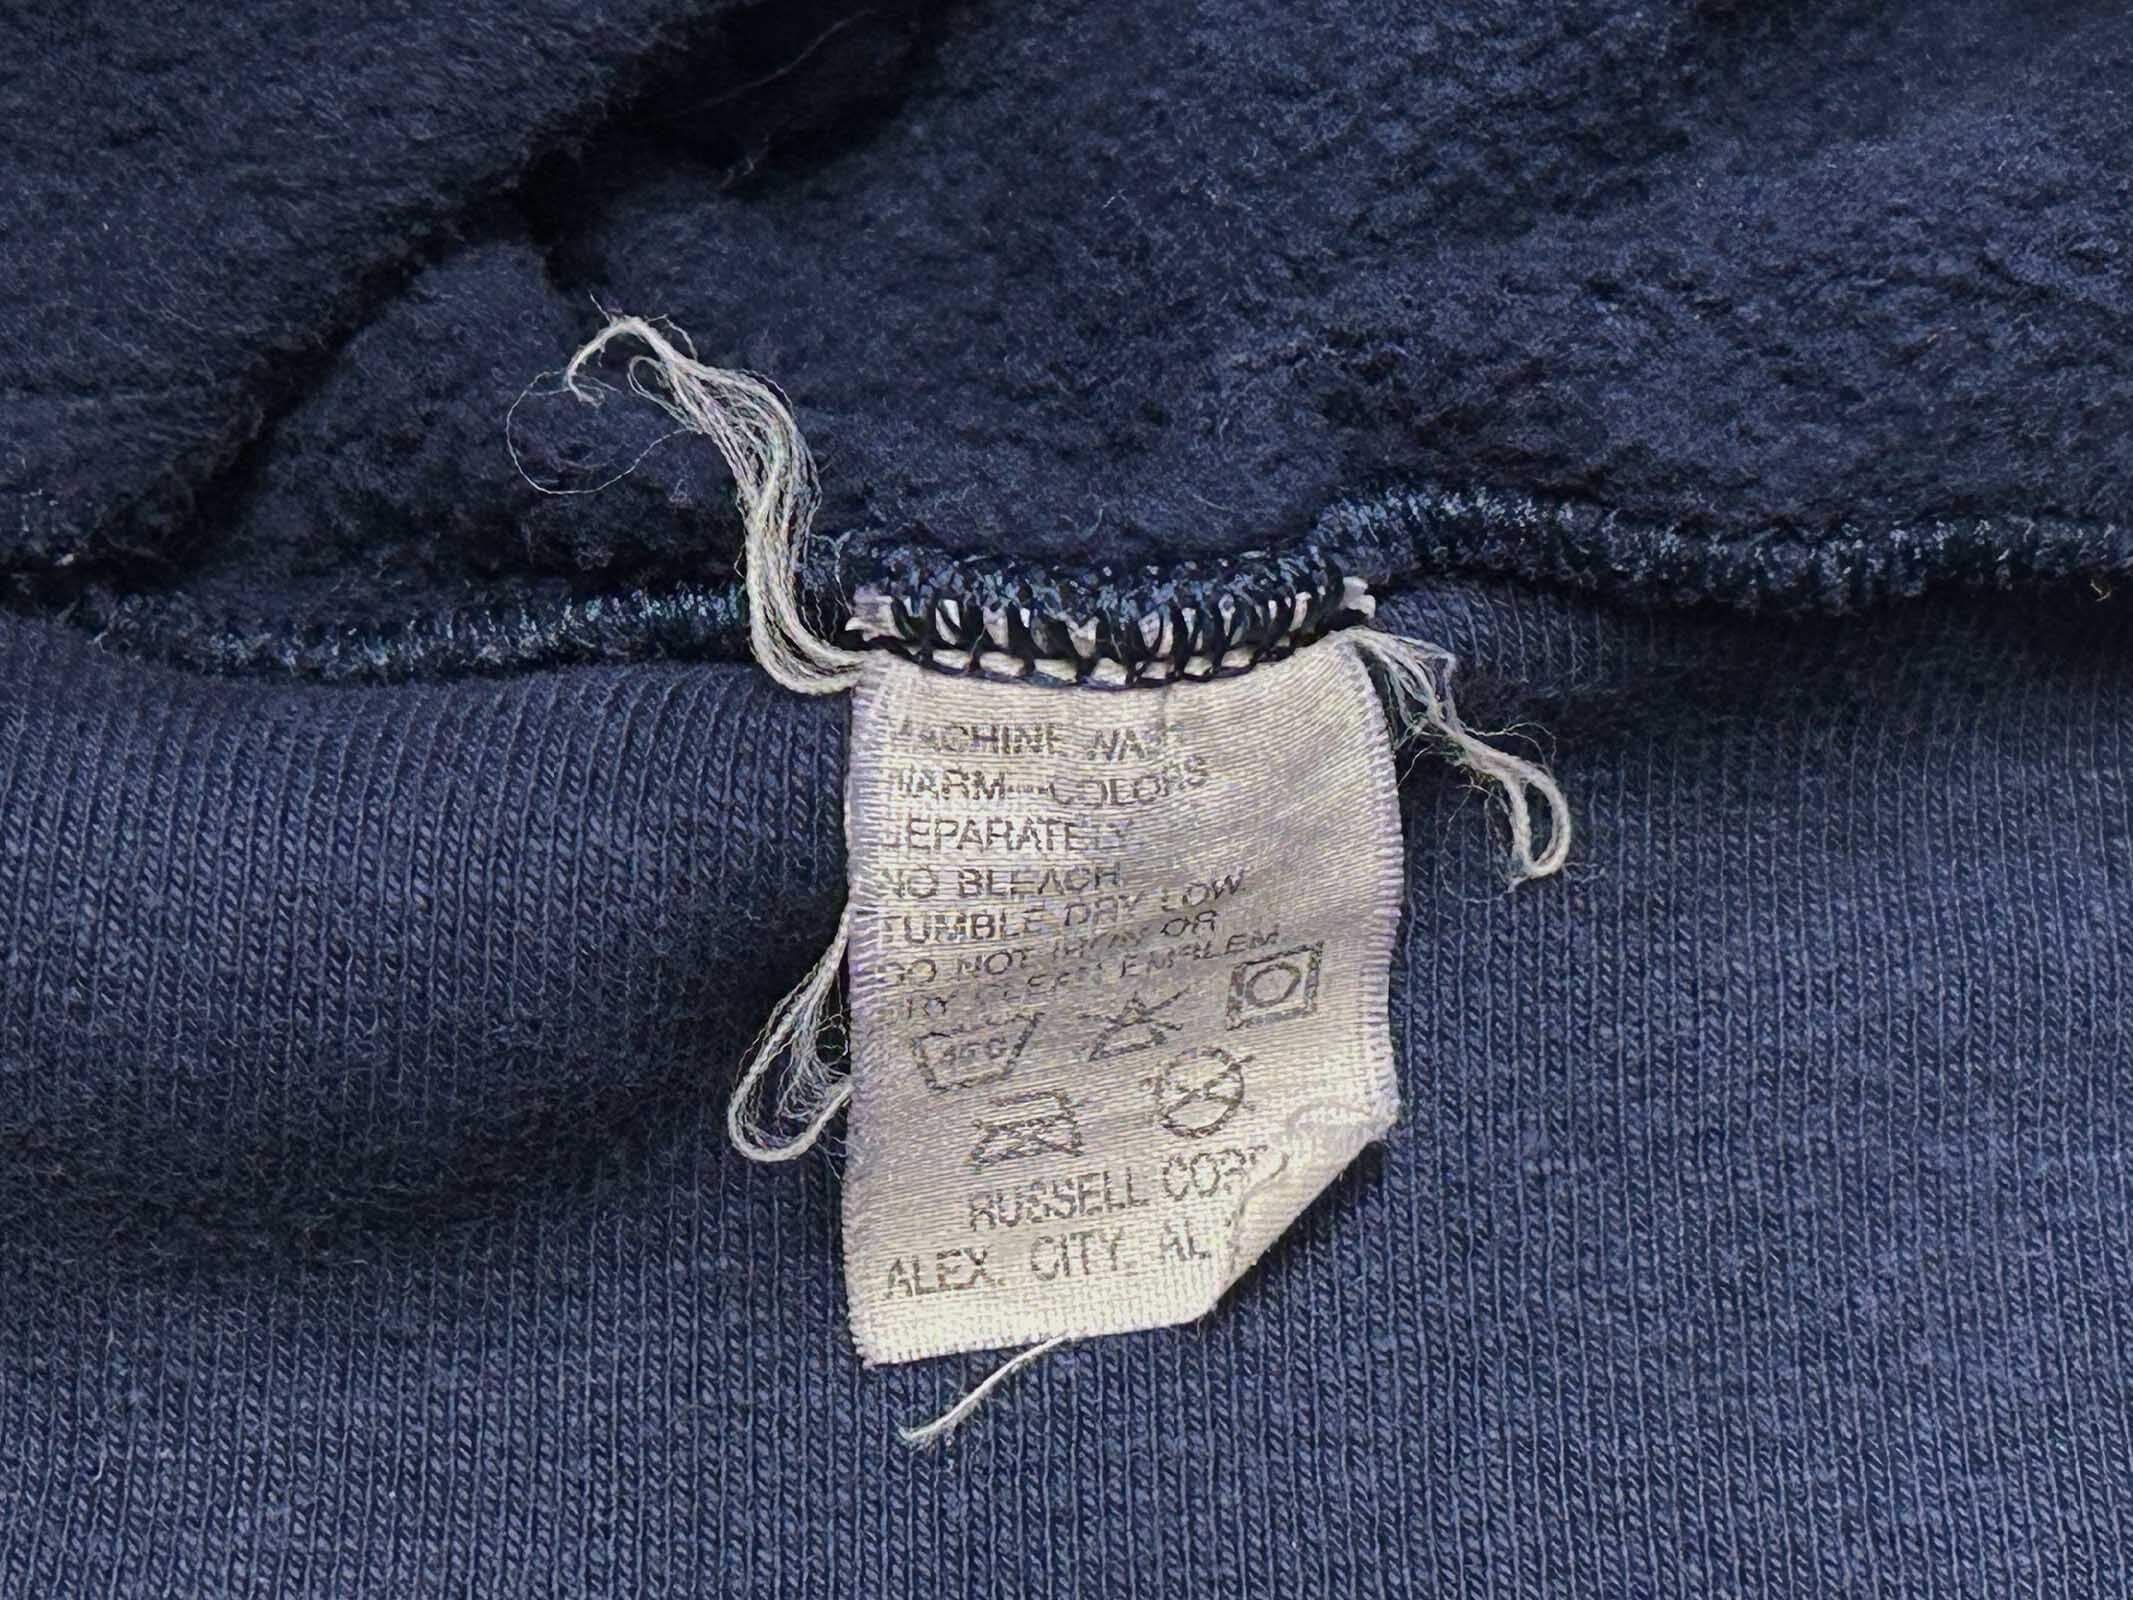 MACHINE WASH
WARM—COLORS
SEPARATELY
NO BLEACH
TUMBLE DRY LOW
DO NOT IRON OR
DRY CLEAN EMBLEM
RUSSELL CORP
ALEX. CITY, AL